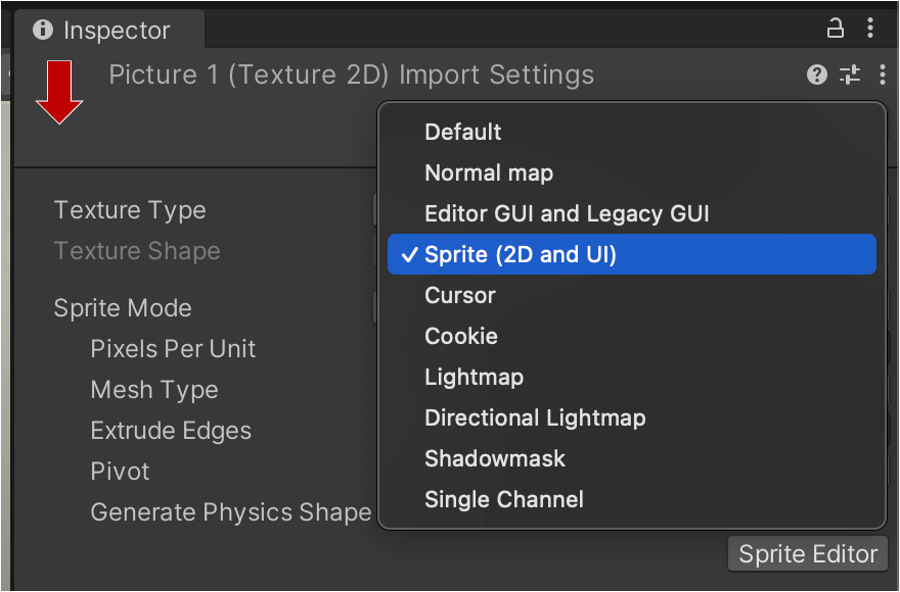 Inspector
Picture 1 (Texture 2D) Import Settings
Default
Normal map
Texture Type
Editor GUI and Legacy GUI
Texture Shape
✓ Sprite (2D and UI)
Sprite Mode
Cursor
Pixels Per Unit
Cookie
Mesh Type
Lightmap
Extrude Edges
Directional Lightmap
Pivot
Shadowmask
Generate Physics Shape
Single Channel
Sprite Editor